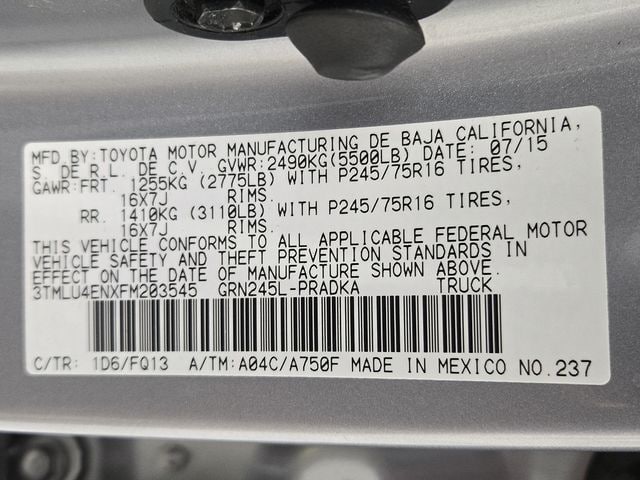 MFD BY:TOYOTA MOTOR MANUFACTURING DE BAJA CALIFORNIA,
S. DE R.L. DE C.V. GVWR:2490KG(5500LB) DATE: 07/15
GAWR:FRT. 1255KG (2775LB) WITH P245/75R16 TIRES,
16X7J RIMS.
RR. 1410KG (3110LB) WITH P245/75R16 TIRES,
16X7J RIMS.
THIS VEHICLE CONFORMS TO ALL APPLICABLE FEDERAL MOTOR
VEHICLE SAFETY AND THEFT PREVENTION STANDARDS IN
EFFECT ON THE DATE OF MANUFACTURE SHOWN ABOVE.
3TMLU4ENXFM203545 GRN245L-PRADKA TRUCK
C/TR: 1D6/FQ13 A/TM:A04C/A750F MADE IN MEXICO NO.237